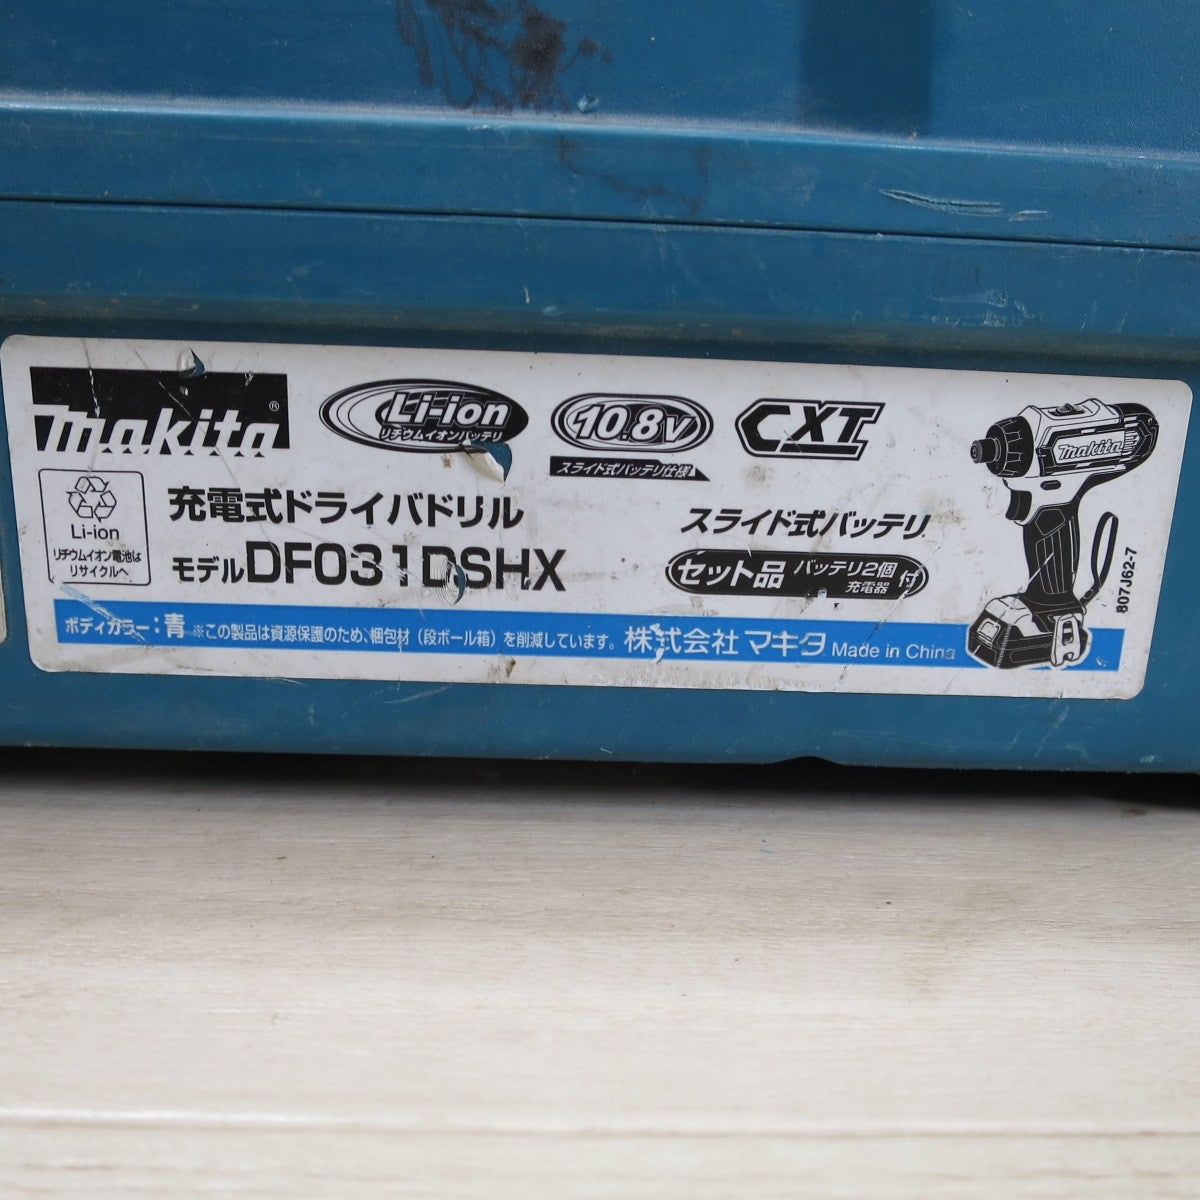 makita®
Li-ion
リチウムイオンバッテリ
10.8V
スライド式バッテリ仕様
CXT
Li-ion
リチウムイオン電池は
リサイクルへ
充電式ドライバドリル
モデルDF031DSHX
スライド式バッテリ
セット品 バッテリ2個 充電器 付
makita
807J62-7
ボディカラー:青 ※この製品は資源保護のため、梱包材(段ボール箱)を削減しています。 株式会社 マキタ Made in China